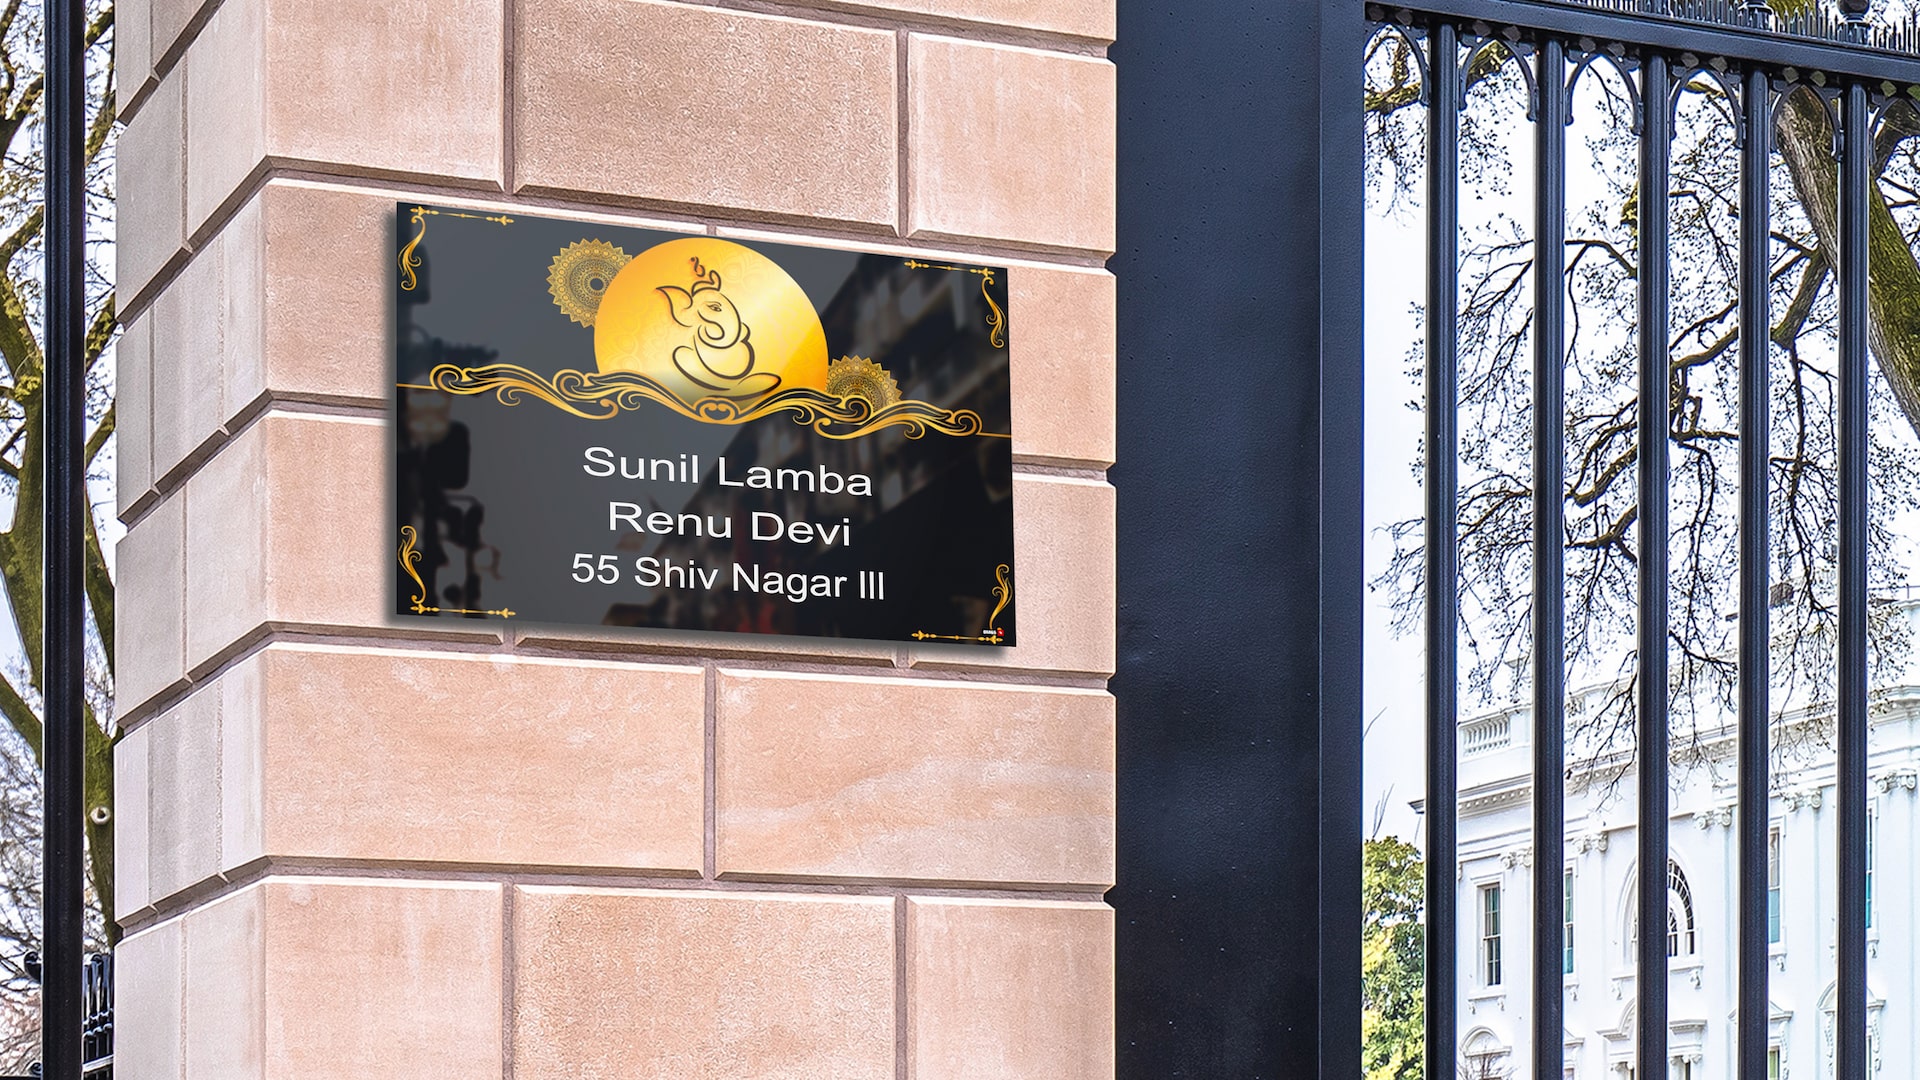 Sunil Lamba
Renu Devi
55 Shiv Nagar III